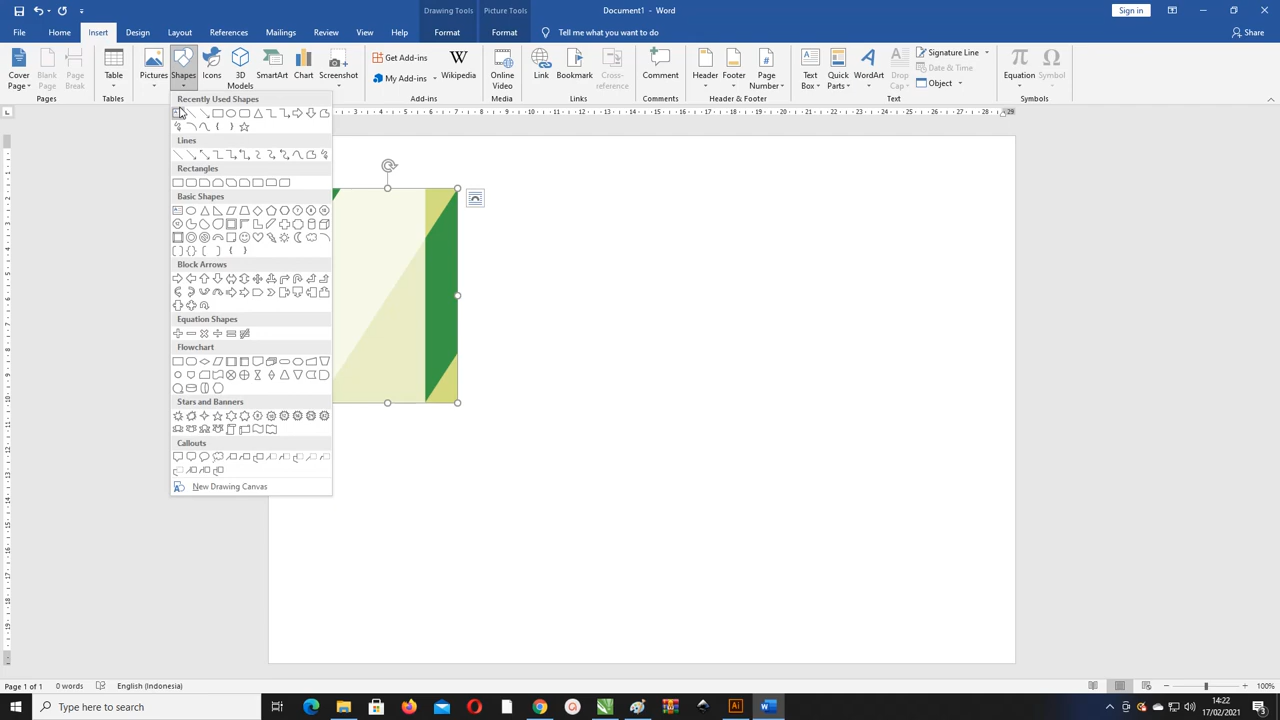 Drawing Tools Picture Tools Document1 - Word Sign in
File Home Insert Design Layout References Mailings Review View Help Format Format Tell me what you want to do Share
Cover Page Blank Page Page Break Table Pictures Shapes Icons 3D Models SmartArt Chart Screenshot Get Add-ins My Add-ins Wikipedia Online Video Link Bookmark Cross-reference Comment Header Footer Page Number Text Box Quick Parts WordArt Drop Cap Signature Line Date & Time Object Equation Symbol
Pages Tables Add-ins Media Links Comments Header & Footer Text Symbols
Recently Used Shapes
Lines
Rectangles
Basic Shapes
Block Arrows
Equation Shapes
Flowchart
Stars and Banners
Callouts
New Drawing Canvas
Page 1 of 1 0 words English (Indonesia) 100%
Type here to search 14:22
17/02/2021